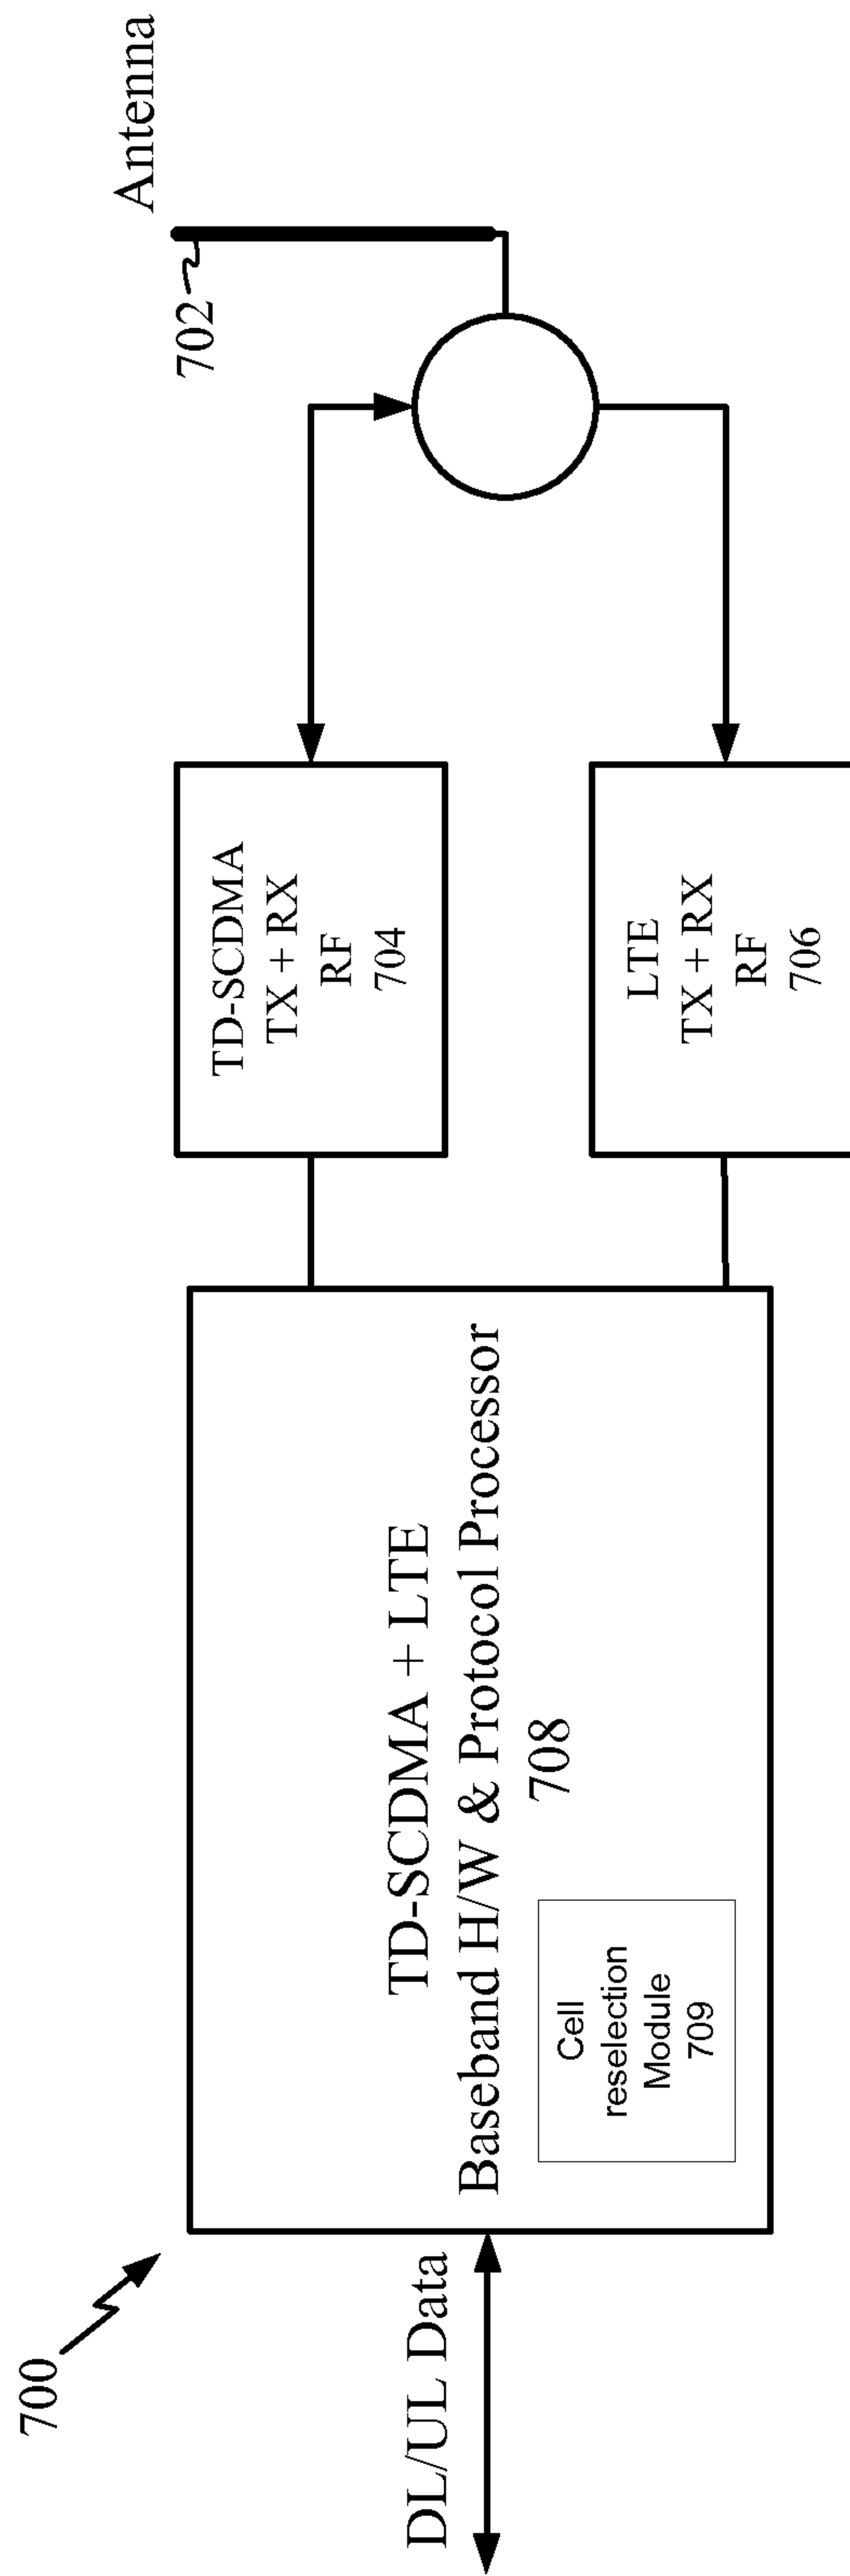 700
DL/UL Data
TD-SCDMA + LTE
Baseband H/W & Protocol Processor
708
Cell
reselection
Module
709
TD-SCDMA
TX + RX
RF
704
LTE
TX + RX
RF
706
702
Antenna